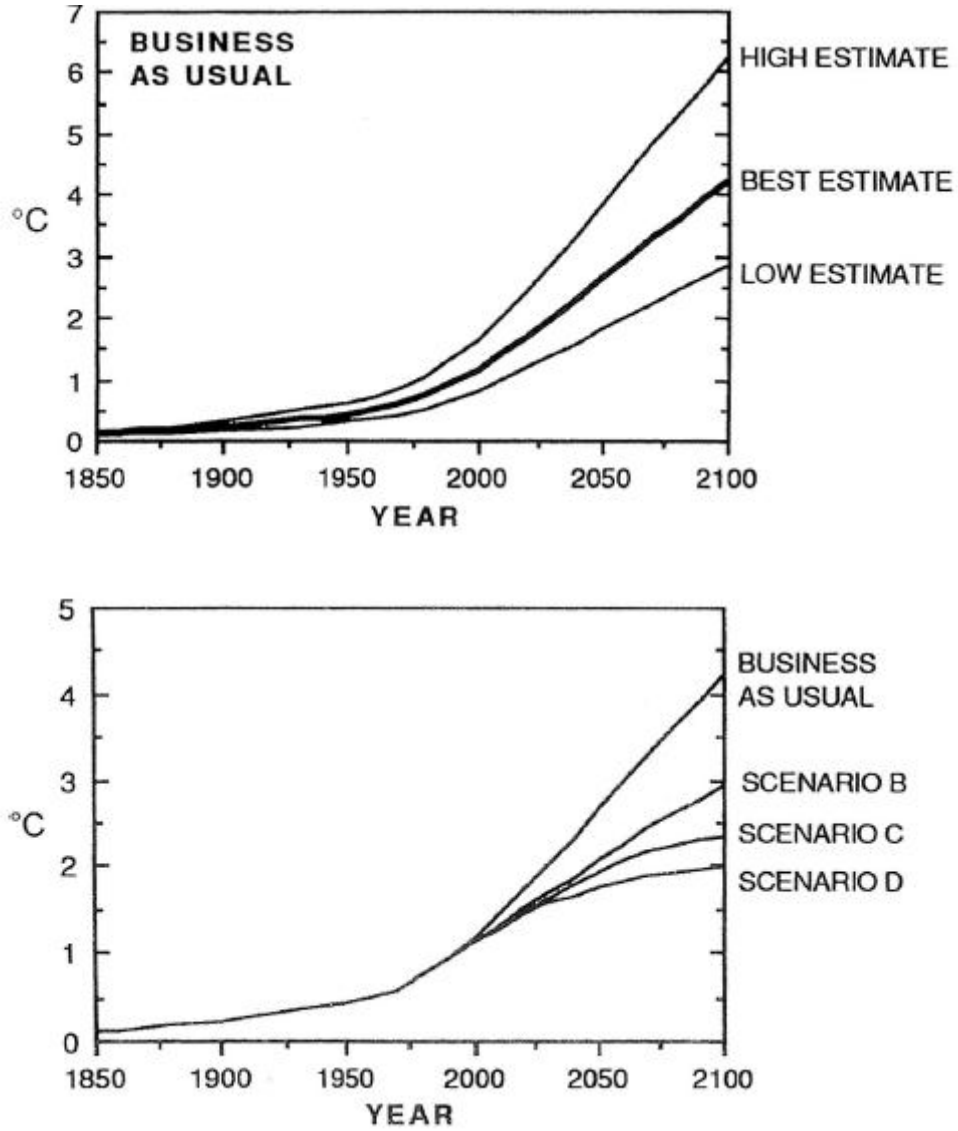 7
BUSINESS
AS USUAL
6
HIGH ESTIMATE
5
4
BEST ESTIMATE
°C
3
LOW ESTIMATE
2
1
0
1850 1900 1950 2000 2050 2100
YEAR
5
BUSINESS
AS USUAL
4
3
SCENARIO B
°C
SCENARIO C
2
SCENARIO D
1
0
1850 1900 1950 2000 2050 2100
YEAR